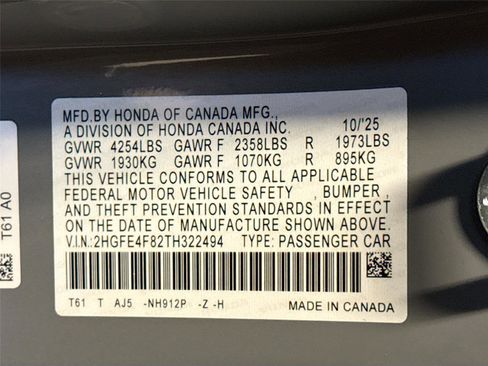 MFD.BY HONDA OF CANADA MFG.,
A DIVISION OF HONDA CANADA INC. 10/'25
GVWR 4254LBS GAWR F 2358LBS R 1973LBS
GVWR 1930KG GAWR F 1070KG R 895KG
THIS VEHICLE CONFORMS TO ALL APPLICABLE
FEDERAL MOTOR VEHICLE SAFETY , BUMPER ,
AND THEFT PREVENTION STANDARDS IN EFFECT
ON THE DATE OF MANUFACTURE SHOWN ABOVE.
V.I.N:2HGFE4F82TH322494 TYPE: PASSENGER CAR
T61 T AJ5 -NH912P -Z -H MADE IN CANADA
T61 A0